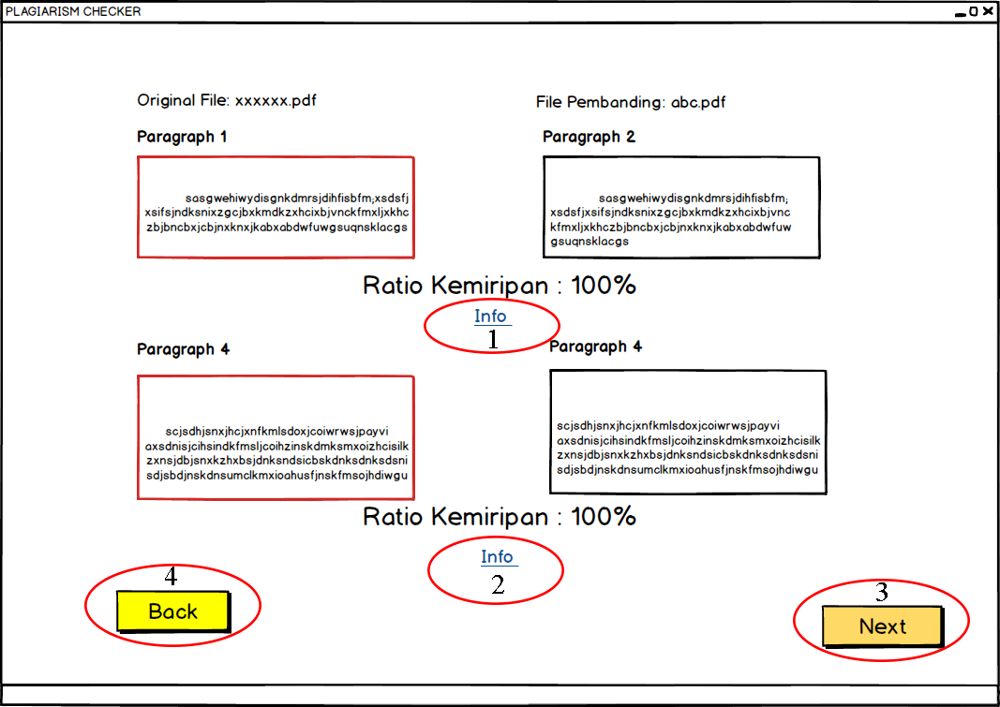 PLAGIARISM CHECKER
Original File: xxxxxx.pdf
File Pembanding: abc.pdf
Paragraph 1
Paragraph 2
sasgwehiwydisgnkdmrsjdihfisbfm;xsdsfj
xsifsjndksnixzgcjbxkmdkzxhcixbjvnckfmxljxkhc
zbjbncbxjcbjnxknxjkabxabdwfuwgsuqnsklacgs
sasgwehiwydisgnkdmrsjdihfisbfm;
xsdsfjxsifsjndksnixzgcjbxkmdkzxhcixbjvnc
kfmxljxkhczbjbncbxjcbjnxknxjkabxabdwfuw
gsuqnsklacgs
Ratio Kemiripan : 100%
Info
1
Paragraph 4
Paragraph 4
scjsdhjsnxjhcjxnfkmlsdoxjcoiwrwsjpayvi
axsdnisjcihsindkfmsljcoihzinskdmksmxoizhcisilk
zxnsjdbjsnxkzhxbsjdnksndsicbskdnksdnksdsni
sdjsbdjnskdnsumclkmxioahusfjnskfmsojhdiwgu
scjsdhjsnxjhcjxnfkmlsdoxjcoiwrwsjpayvi
axsdnisjcihsindkfmsljcoihzinskdmksmxoizhcisilk
zxnsjdbjsnxkzhxbsjdnksndsicbskdnksdnksdsni
sdjsbdjnskdnsumclkmxioahusfjnskfmsojhdiwgu
Ratio Kemiripan : 100%
Info
2
4
Back
3
Next